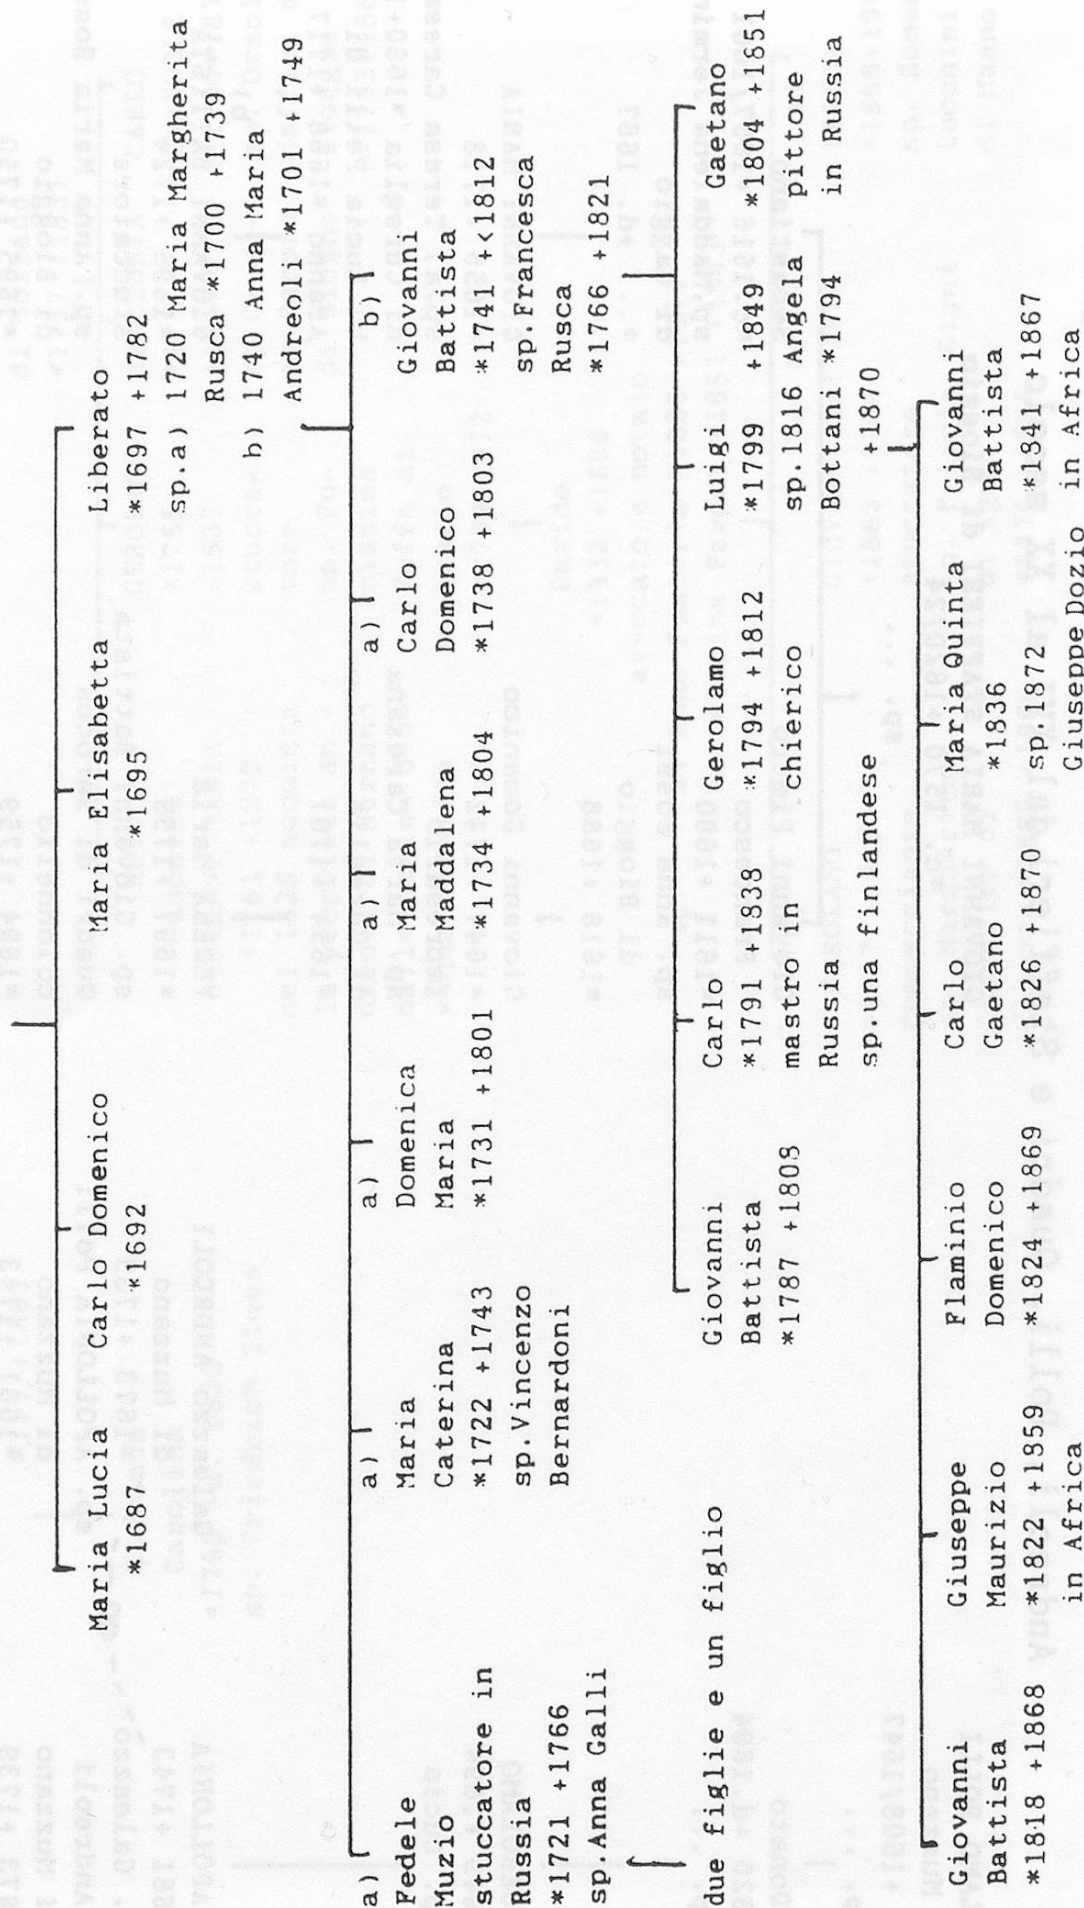 Maria Lucia
*1687
Carlo Domenico
*1692
Maria Elisabetta
*1695
Liberato
*1697 +1782
sp.a) 1720 Maria Margherita
Rusca *1700 +1739
b) 1740 Anna Maria
Andreoli *1701 +1749
a)
Fedele
Muzio
stuccatore in
Russia
*1721 +1766
sp.Anna Galli
a)
Maria
Caterina
*1722 +1743
sp.Vincenzo
Bernardoni
a)
Domenica
Maria
*1731 +1801
a)
Maria
Maddalena
*1734 +1804
a)
Carlo
Domenico
*1738 +1803
b)
Giovanni
Battista
*1741 +<1812
sp.Francesca
Rusca
*1766 +1821
due figlie e un figlio
Giovanni
Battista
*1787 +1808
Carlo
*1791 +1838
mastro in
Russia
sp.una finlandese
Gerolamo
*1794 +1812
chierico
Luigi
*1799 +1849
sp.1816 Angela
Bottani *1794
+1870
Gaetano
*1804 +1851
pittore
in Russia
Giovanni
Battista
*1818 +1868
Giuseppe
Maurizio
*1822 +1859
in Africa
Flaminio
Domenico
*1824 +1869
Carlo
Gaetano
*1826 +1870
Maria Quinta
*1836
sp.1872
Giuseppe Dozio
Giovanni
Battista
*1841 +1867
in Africa